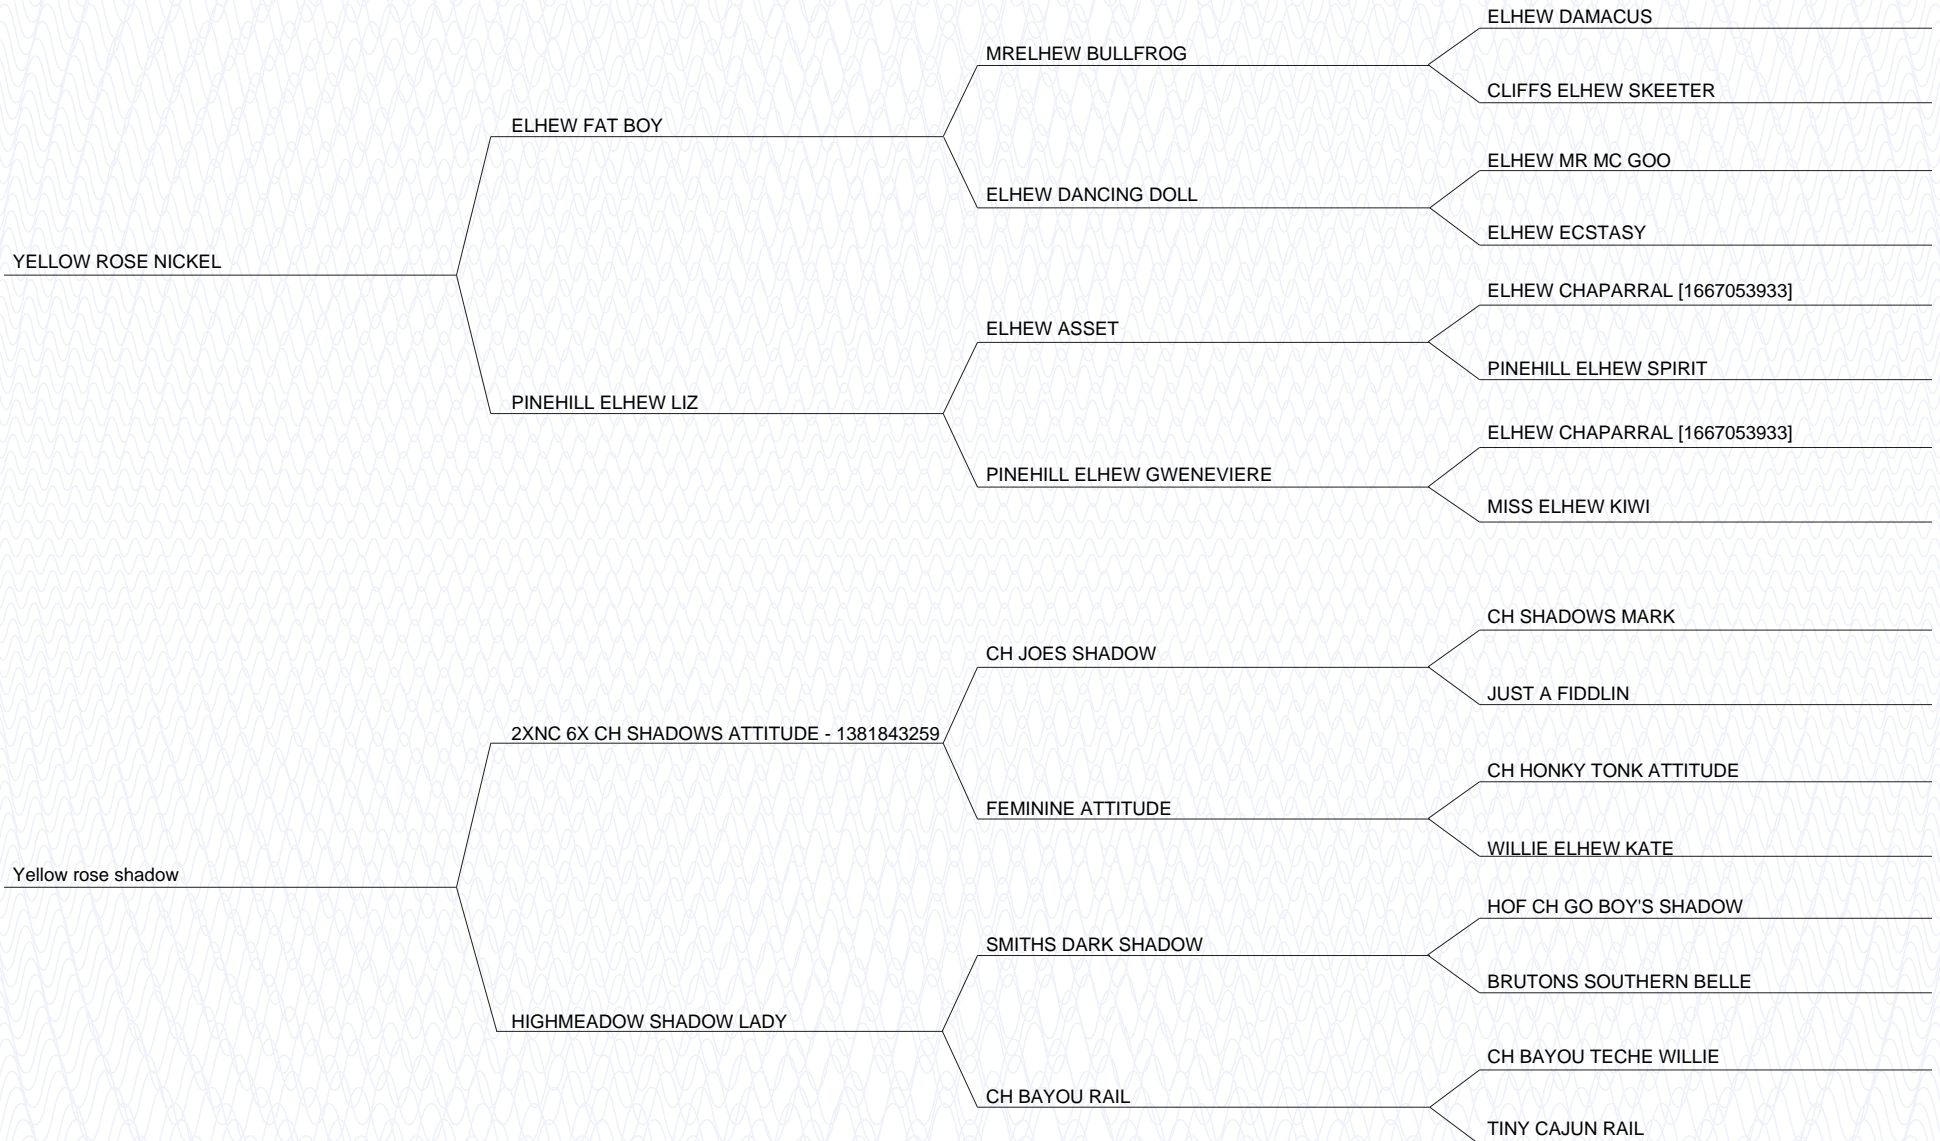 ELHEW DAMACUS
MRELHEW BULLFROG
CLIFFS ELHEW SKEETER
ELHEW FAT BOY
ELHEW MR MC GOO
ELHEW DANCING DOLL
ELHEW ECSTASY
YELLOW ROSE NICKEL
ELHEW CHAPARRAL [1667053933]
ELHEW ASSET
PINEHILL ELHEW SPIRIT
PINEHILL ELHEW LIZ
ELHEW CHAPARRAL [1667053933]
PINEHILL ELHEW GWENEVIERE
MISS ELHEW KIWI
CH SHADOWS MARK
CH JOES SHADOW
JUST A FIDDLIN
2XNC 6X CH SHADOWS ATTITUDE - 1381843259
CH HONKY TONK ATTITUDE
FEMININE ATTITUDE
WILLIE ELHEW KATE
Yellow rose shadow
HOF CH GO BOY'S SHADOW
SMITHS DARK SHADOW
BRUTONS SOUTHERN BELLE
HIGHMEADOW SHADOW LADY
CH BAYOU TECHE WILLIE
CH BAYOU RAIL
TINY CAJUN RAIL